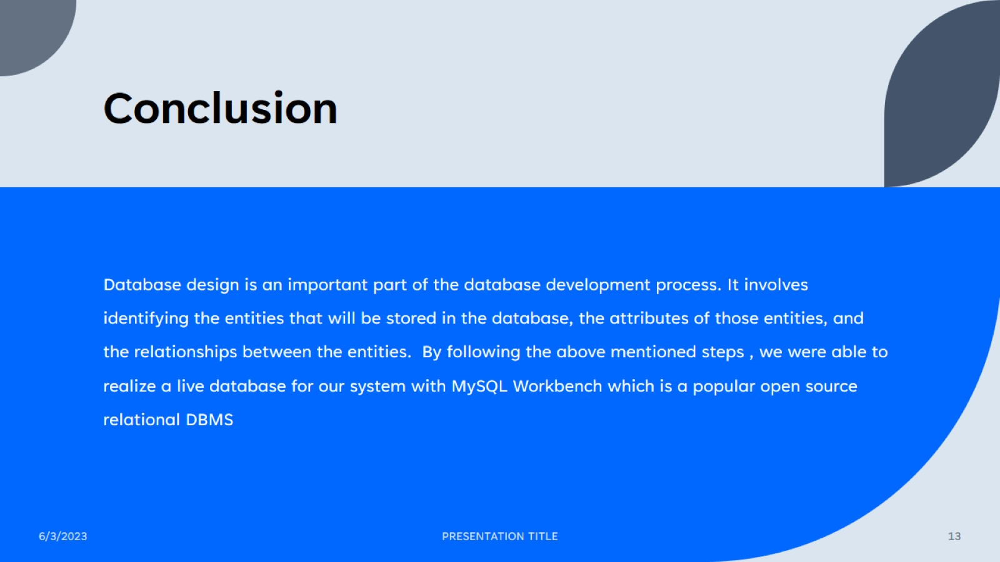 Conclusion
Database design is an important part of the database development process. It involves
identifying the entities that will be stored in the database, the attributes of those entities, and
the relationships between the entities.  By following the above mentioned steps , we were able to
realize a live database for our system with MySQL Workbench which is a popular open source
relational DBMS
6/3/2023
PRESENTATION TITLE
13